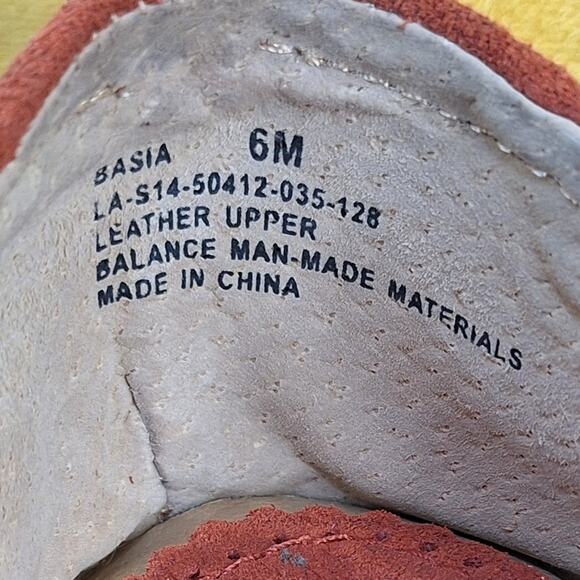 BASIA 6M
LA-S14-50412-035-128
LEATHER UPPER
BALANCE MAN-MADE MATERIALS
MADE IN CHINA